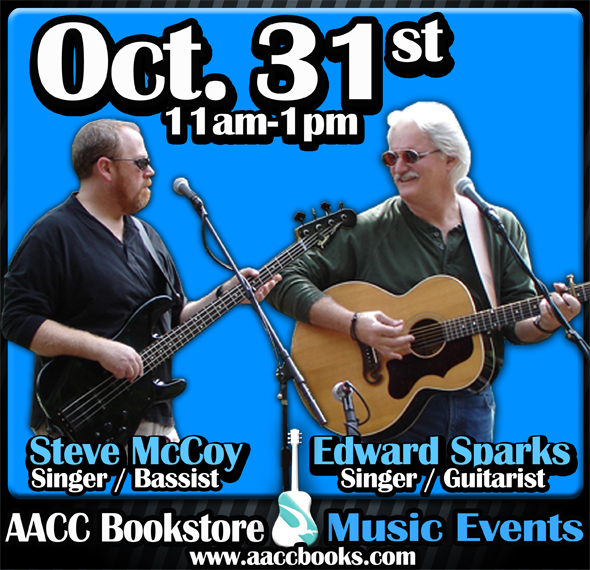 Oct. 31st
11am-1pm
Steve McCoy
Singer / Bassist
Edward Sparks
Singer / Guitarist
AACC Bookstore Music Events
www.aaccbooks.com